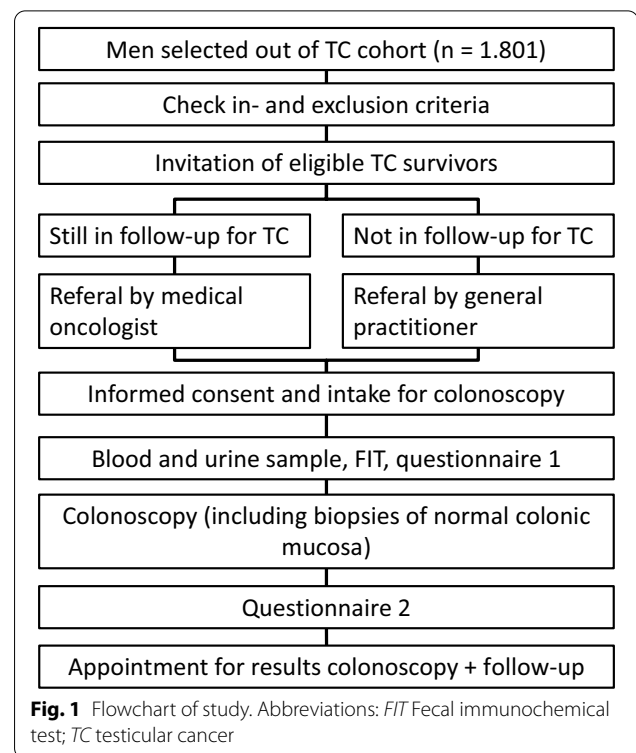 Men selected out of TC cohort (n = 1.801)
Check in- and exclusion criteria
Invitation of eligible TC survivors
Still in follow-up for TC
Not in follow-up for TC
Referal by medical
oncologist
Referal by general
practitioner
Informed consent and intake for colonoscopy
Blood and urine sample, FIT, questionnaire 1
Colonoscopy (including biopsies of normal colonic
mucosa)
Questionnaire 2
Appointment for results colonoscopy + follow-up
Fig. 1 Flowchart of study. Abbreviations: FIT Fecal immunochemical
test; TC testicular cancer